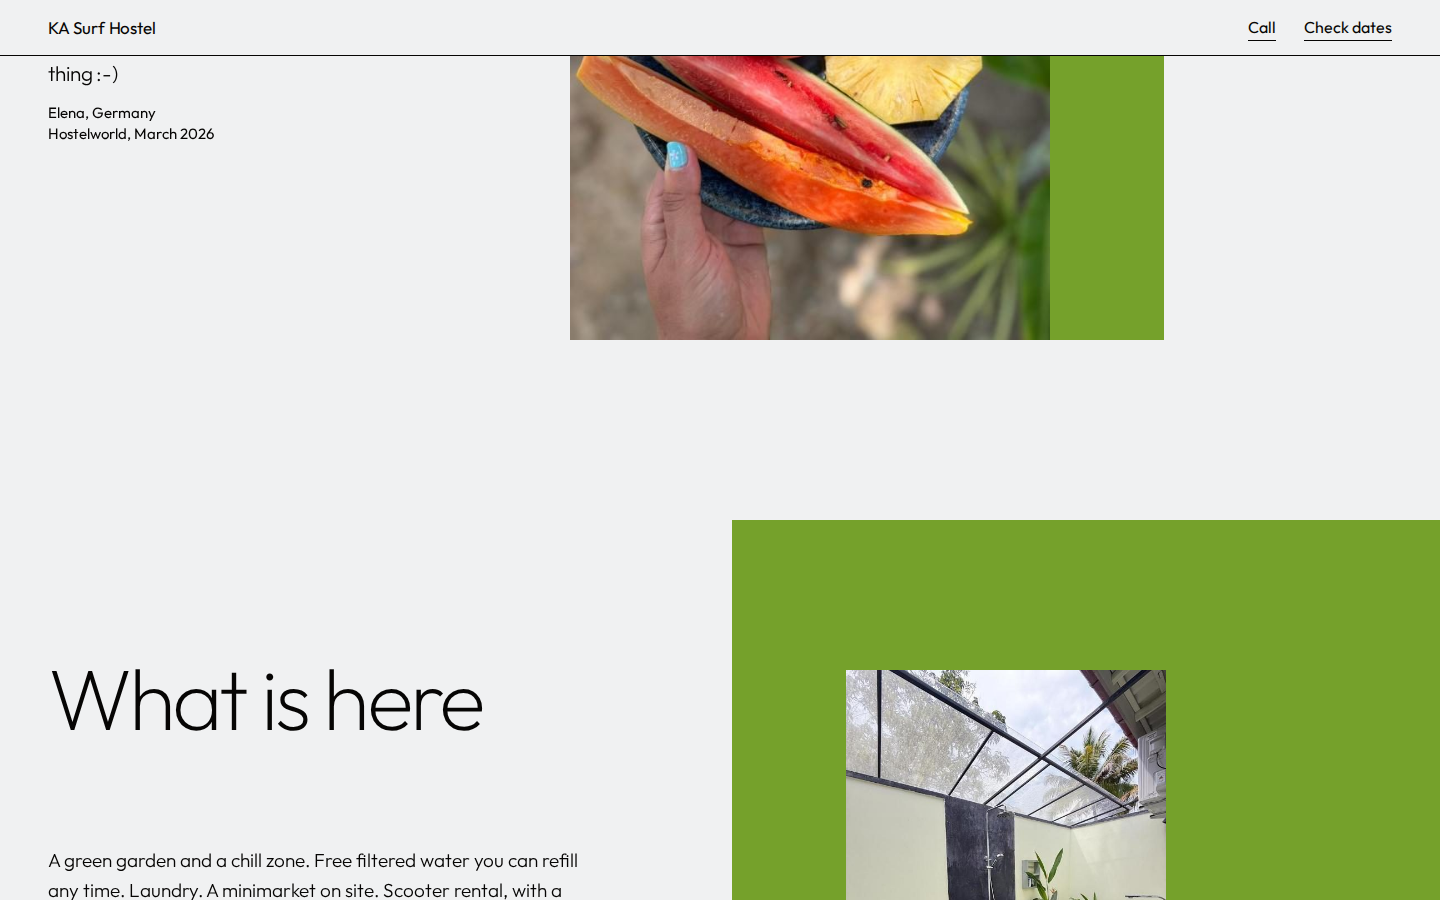 KA Surf Hostel
Call
Check dates
thing :-)
Elena, Germany
Hostelworld, March 2026
What is here
A green garden and a chill zone. Free filtered water you can refill
any time. Laundry. A minimarket on site. Scooter rental, with a